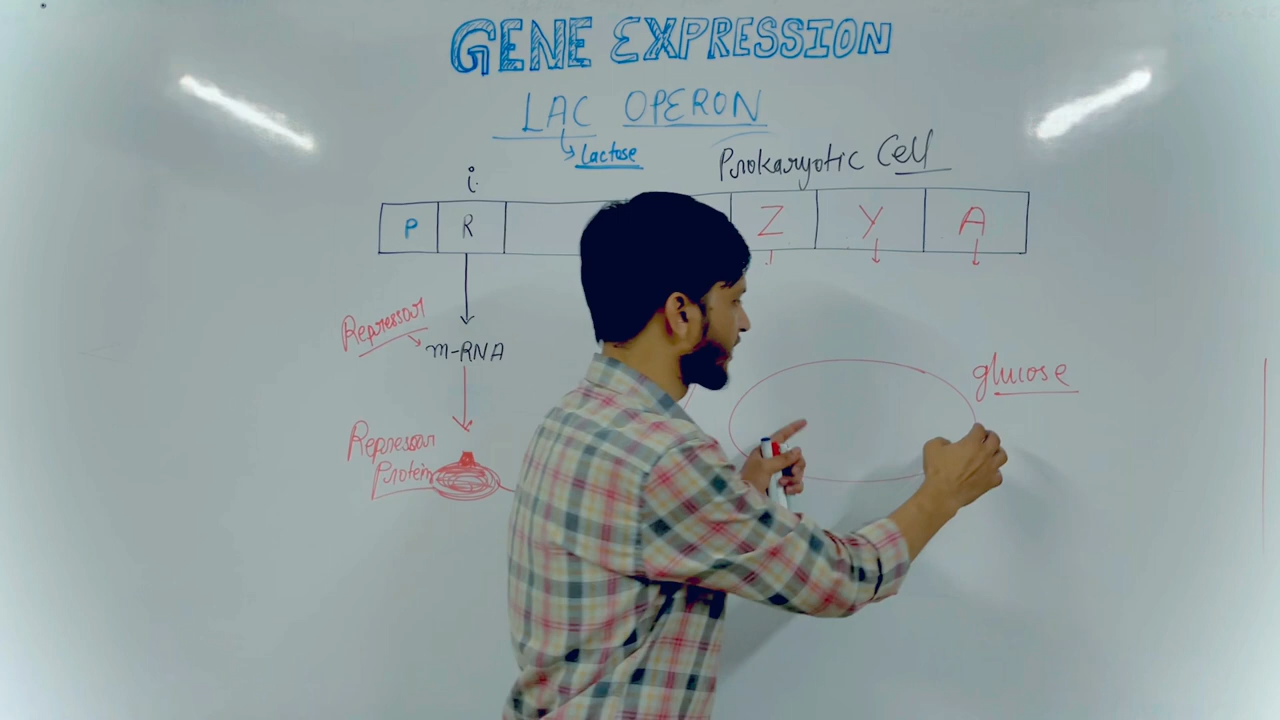 GENE EXPRESSION
LAC OPERON
Lactose
Prokaryotic Cell
i
P R Z Y A
Repressor
m-RNA
glucose
Repressor
Protein